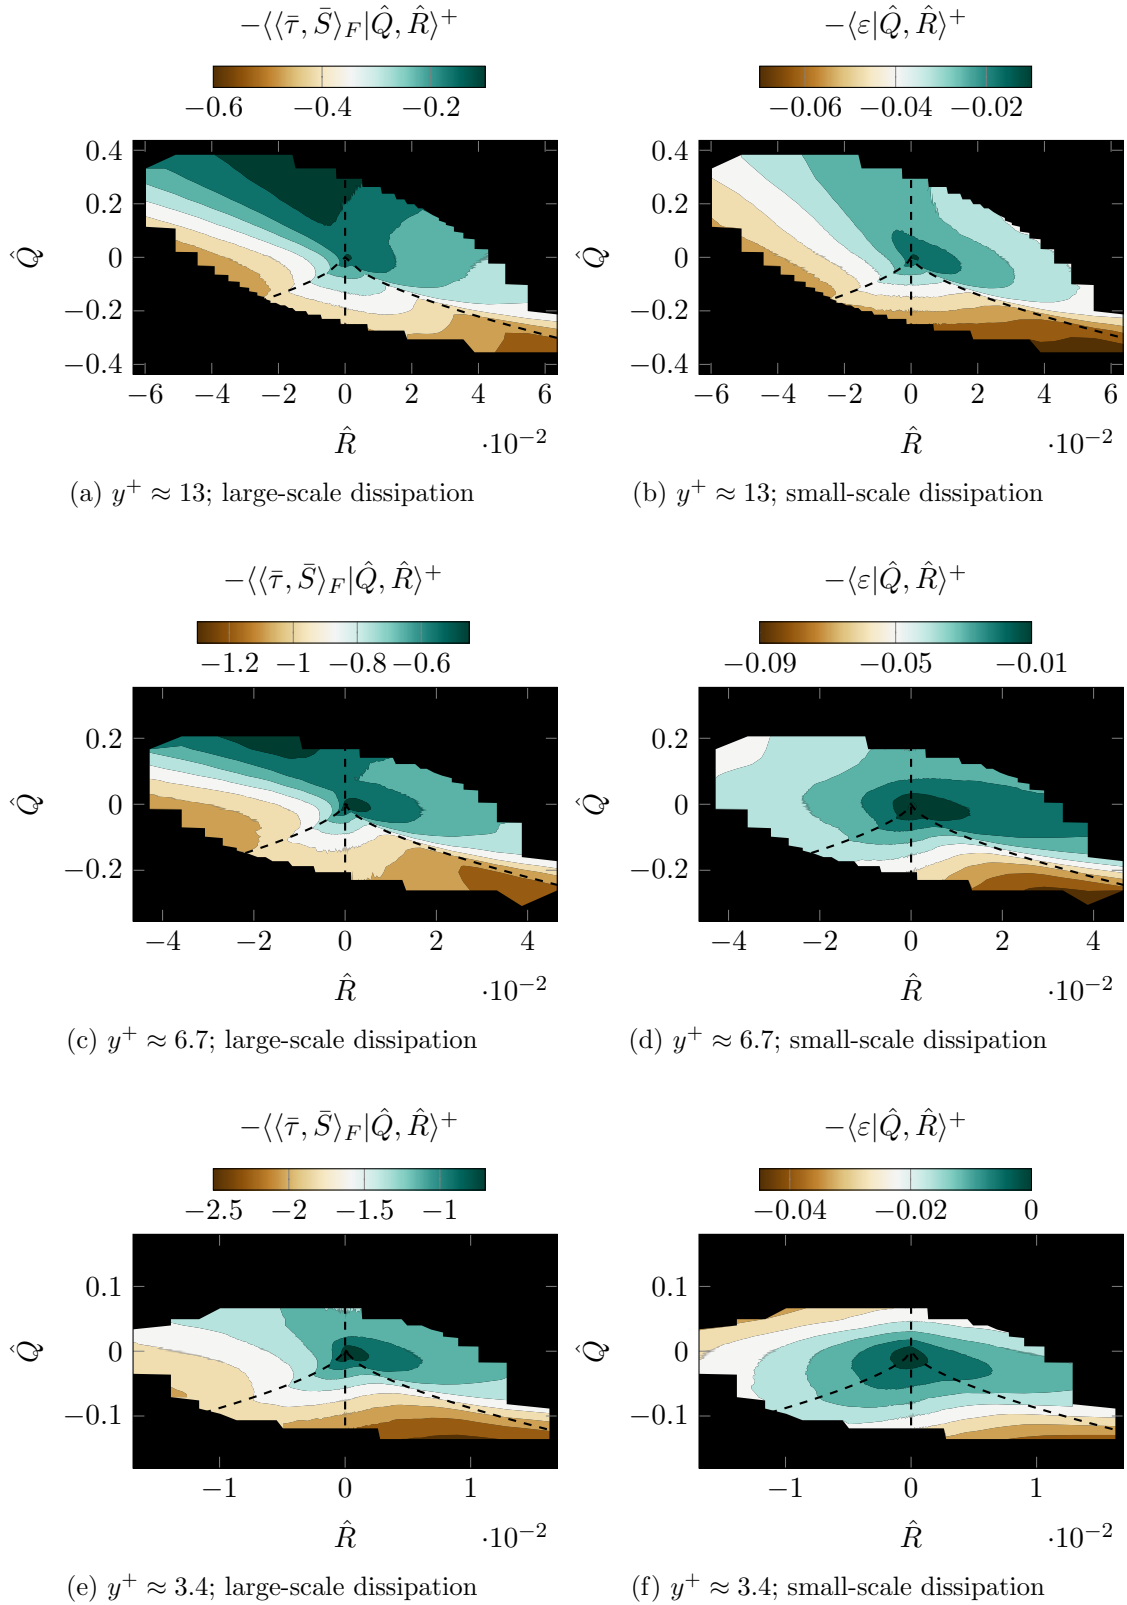 −⟨⟨τ̄, S̄⟩_F|Q̂, R̂⟩⁺ −⟨ε|Q̂, R̂⟩⁺
−0.6 −0.4 −0.2 −0.06 −0.04 −0.02
0.4 0.4
0.2 0.2
0 0
−0.2 −0.2
−0.4 −0.4
Q̂ Q̂
−6 −4 −2 0 2 4 6 −6 −4 −2 0 2 4 6
R̂ ·10⁻² R̂ ·10⁻²
(a) y⁺ ≈ 13; large-scale dissipation (b) y⁺ ≈ 13; small-scale dissipation
−⟨⟨τ̄, S̄⟩_F|Q̂, R̂⟩⁺ −⟨ε|Q̂, R̂⟩⁺
−1.2 −1 −0.8 −0.6 −0.09 −0.05 −0.01
0.2 0.2
0 0
−0.2 −0.2
Q̂ Q̂
−4 −2 0 2 4 −4 −2 0 2 4
R̂ ·10⁻² R̂ ·10⁻²
(c) y⁺ ≈ 6.7; large-scale dissipation (d) y⁺ ≈ 6.7; small-scale dissipation
−⟨⟨τ̄, S̄⟩_F|Q̂, R̂⟩⁺ −⟨ε|Q̂, R̂⟩⁺
−2.5 −2 −1.5 −1 −0.04 −0.02 0
0.1 0.1
0 0
−0.1 −0.1
Q̂ Q̂
−1 0 1 −1 0 1
R̂ ·10⁻² R̂ ·10⁻²
(e) y⁺ ≈ 3.4; large-scale dissipation (f) y⁺ ≈ 3.4; small-scale dissipation